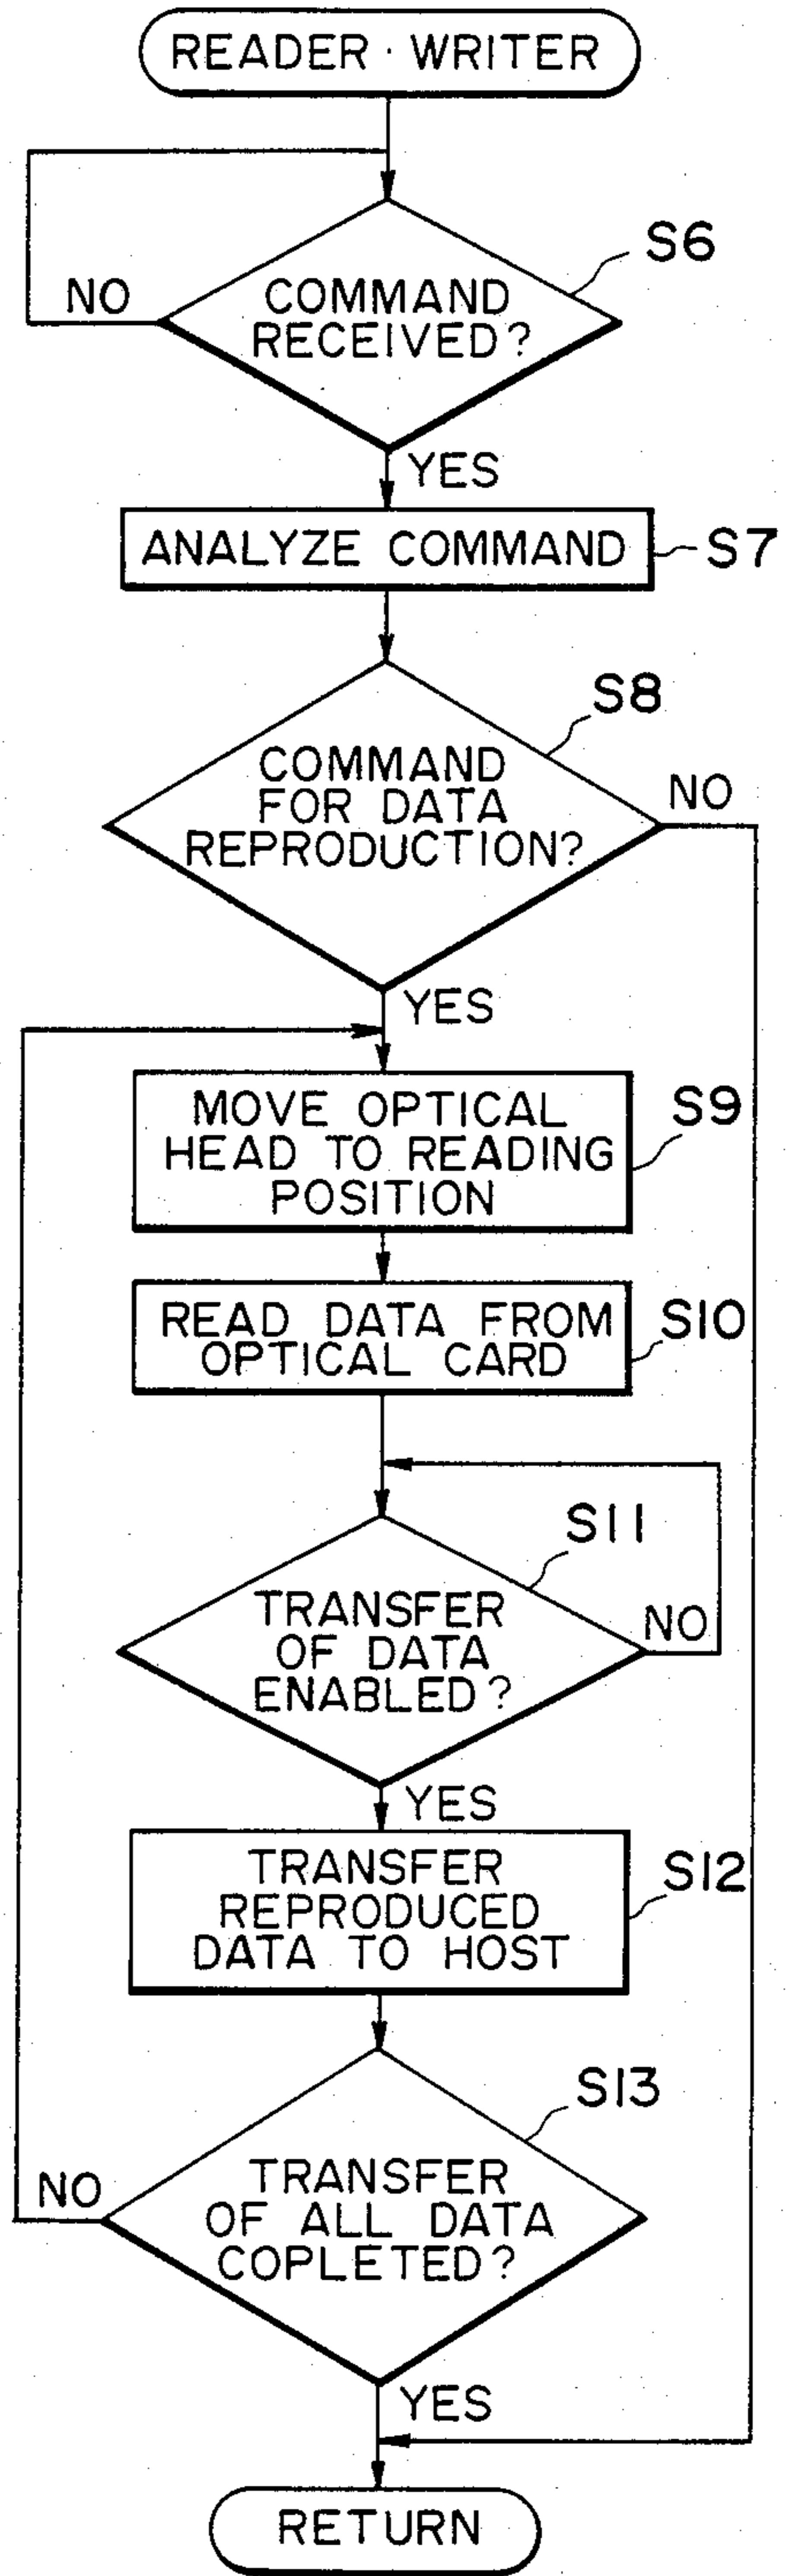 READER · WRITER
S6
NO
COMMAND
RECEIVED?
YES
ANALYZE COMMAND
S7
S8
COMMAND
FOR DATA
REPRODUCTION?
NO
YES
MOVE OPTICAL
HEAD TO READING
POSITION
S9
READ DATA FROM
OPTICAL CARD
S10
S11
TRANSFER
OF DATA
ENABLED?
NO
YES
TRANSFER
REPRODUCED
DATA TO HOST
S12
S13
NO
TRANSFER
OF ALL DATA
COPLETED?
YES
RETURN